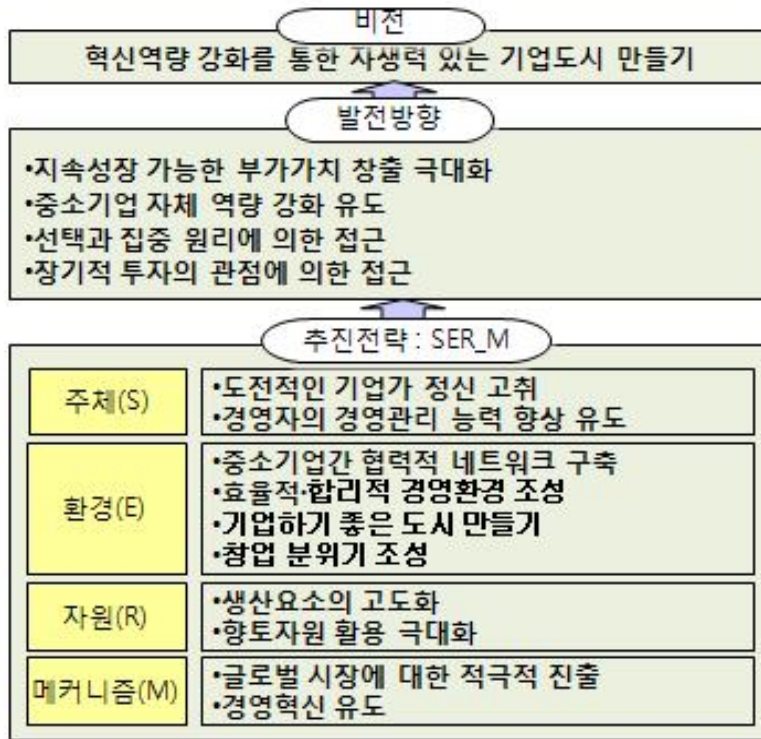 비전
혁신역량 강화를 통한 자생력 있는 기업도시 만들기
발전방향
•지속성장 가능한 부가가치 창출 극대화
•중소기업 자체 역량 강화 유도
•선택과 집중 원리에 의한 접근
•장기적 투자의 관점에 의한 접근
추진전략 : SER_M
주체(S)
•도전적인 기업가 정신 고취
•경영자의 경영관리 능력 향상 유도
환경(E)
•중소기업간 협력적 네트워크 구축
•효율적·합리적 경영환경 조성
•기업하기 좋은 도시 만들기
•창업 분위기 조성
자원(R)
•생산요소의 고도화
•향토자원 활용 극대화
메커니즘(M)
•글로벌 시장에 대한 적극적 진출
•경영혁신 유도